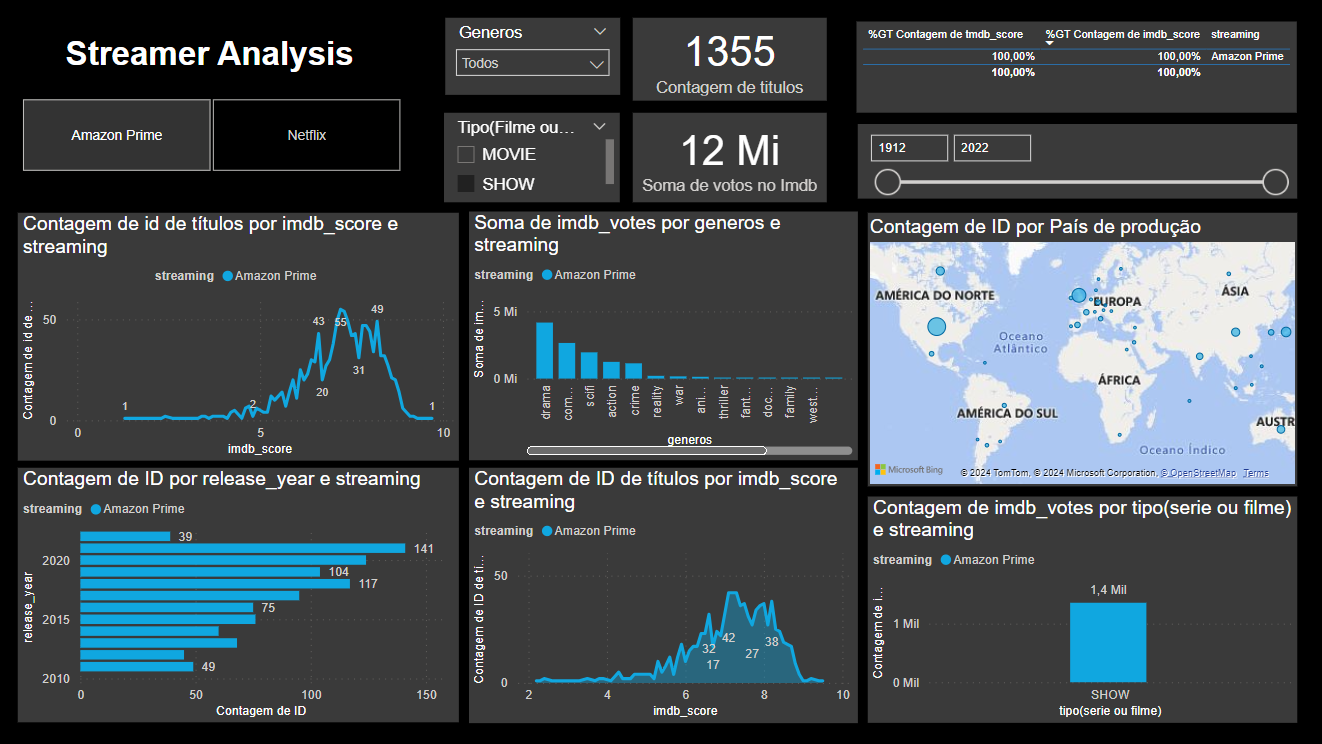 Streamer Analysis
Amazon Prime
Netflix
Generos
Todos
Tipo(Filme ou…
MOVIE
SHOW
1355
Contagem de titulos
12 Mi
Soma de votos no Imdb
%GT Contagem de tmdb_score %GT Contagem de imdb_score streaming
100,00% 100,00% Amazon Prime
100,00% 100,00%
1912 2022
Contagem de id de títulos por imdb_score e
streaming
streaming Amazon Prime
Contagem de id de …
50
0
1
2
43
20
55
31
49
1
0 5 10
imdb_score
Soma de imdb_votes por generos e
streaming
streaming Amazon Prime
Soma de im…
5 Mi
0 Mi
drama
com…
scifi
action
crime
reality
war
ani…
thriller
fant…
doc…
family
west…
generos
Contagem de ID por País de produção
AMÉRICA DO NORTE
EUROPA
ÁSIA
Oceano
Atlântico
ÁFRICA
AMÉRICA DO SUL
AUSTR
Oceano Índico
Microsoft Bing
© 2024 TomTom, © 2024 Microsoft Corporation, © OpenStreetMap Terms
Contagem de ID por release_year e streaming
streaming Amazon Prime
release_year
39
141
2020
104
117
75
2015
49
2010
0 50 100 150
Contagem de ID
Contagem de ID de títulos por imdb_score
e streaming
streaming Amazon Prime
Contagem de ID de tí…
50
0
32
17
42
27
38
2 4 6 8 10
imdb_score
Contagem de imdb_votes por tipo(serie ou filme)
e streaming
streaming Amazon Prime
Contagem de i…
1,4 Mil
1 Mil
0 Mil
SHOW
tipo(serie ou filme)